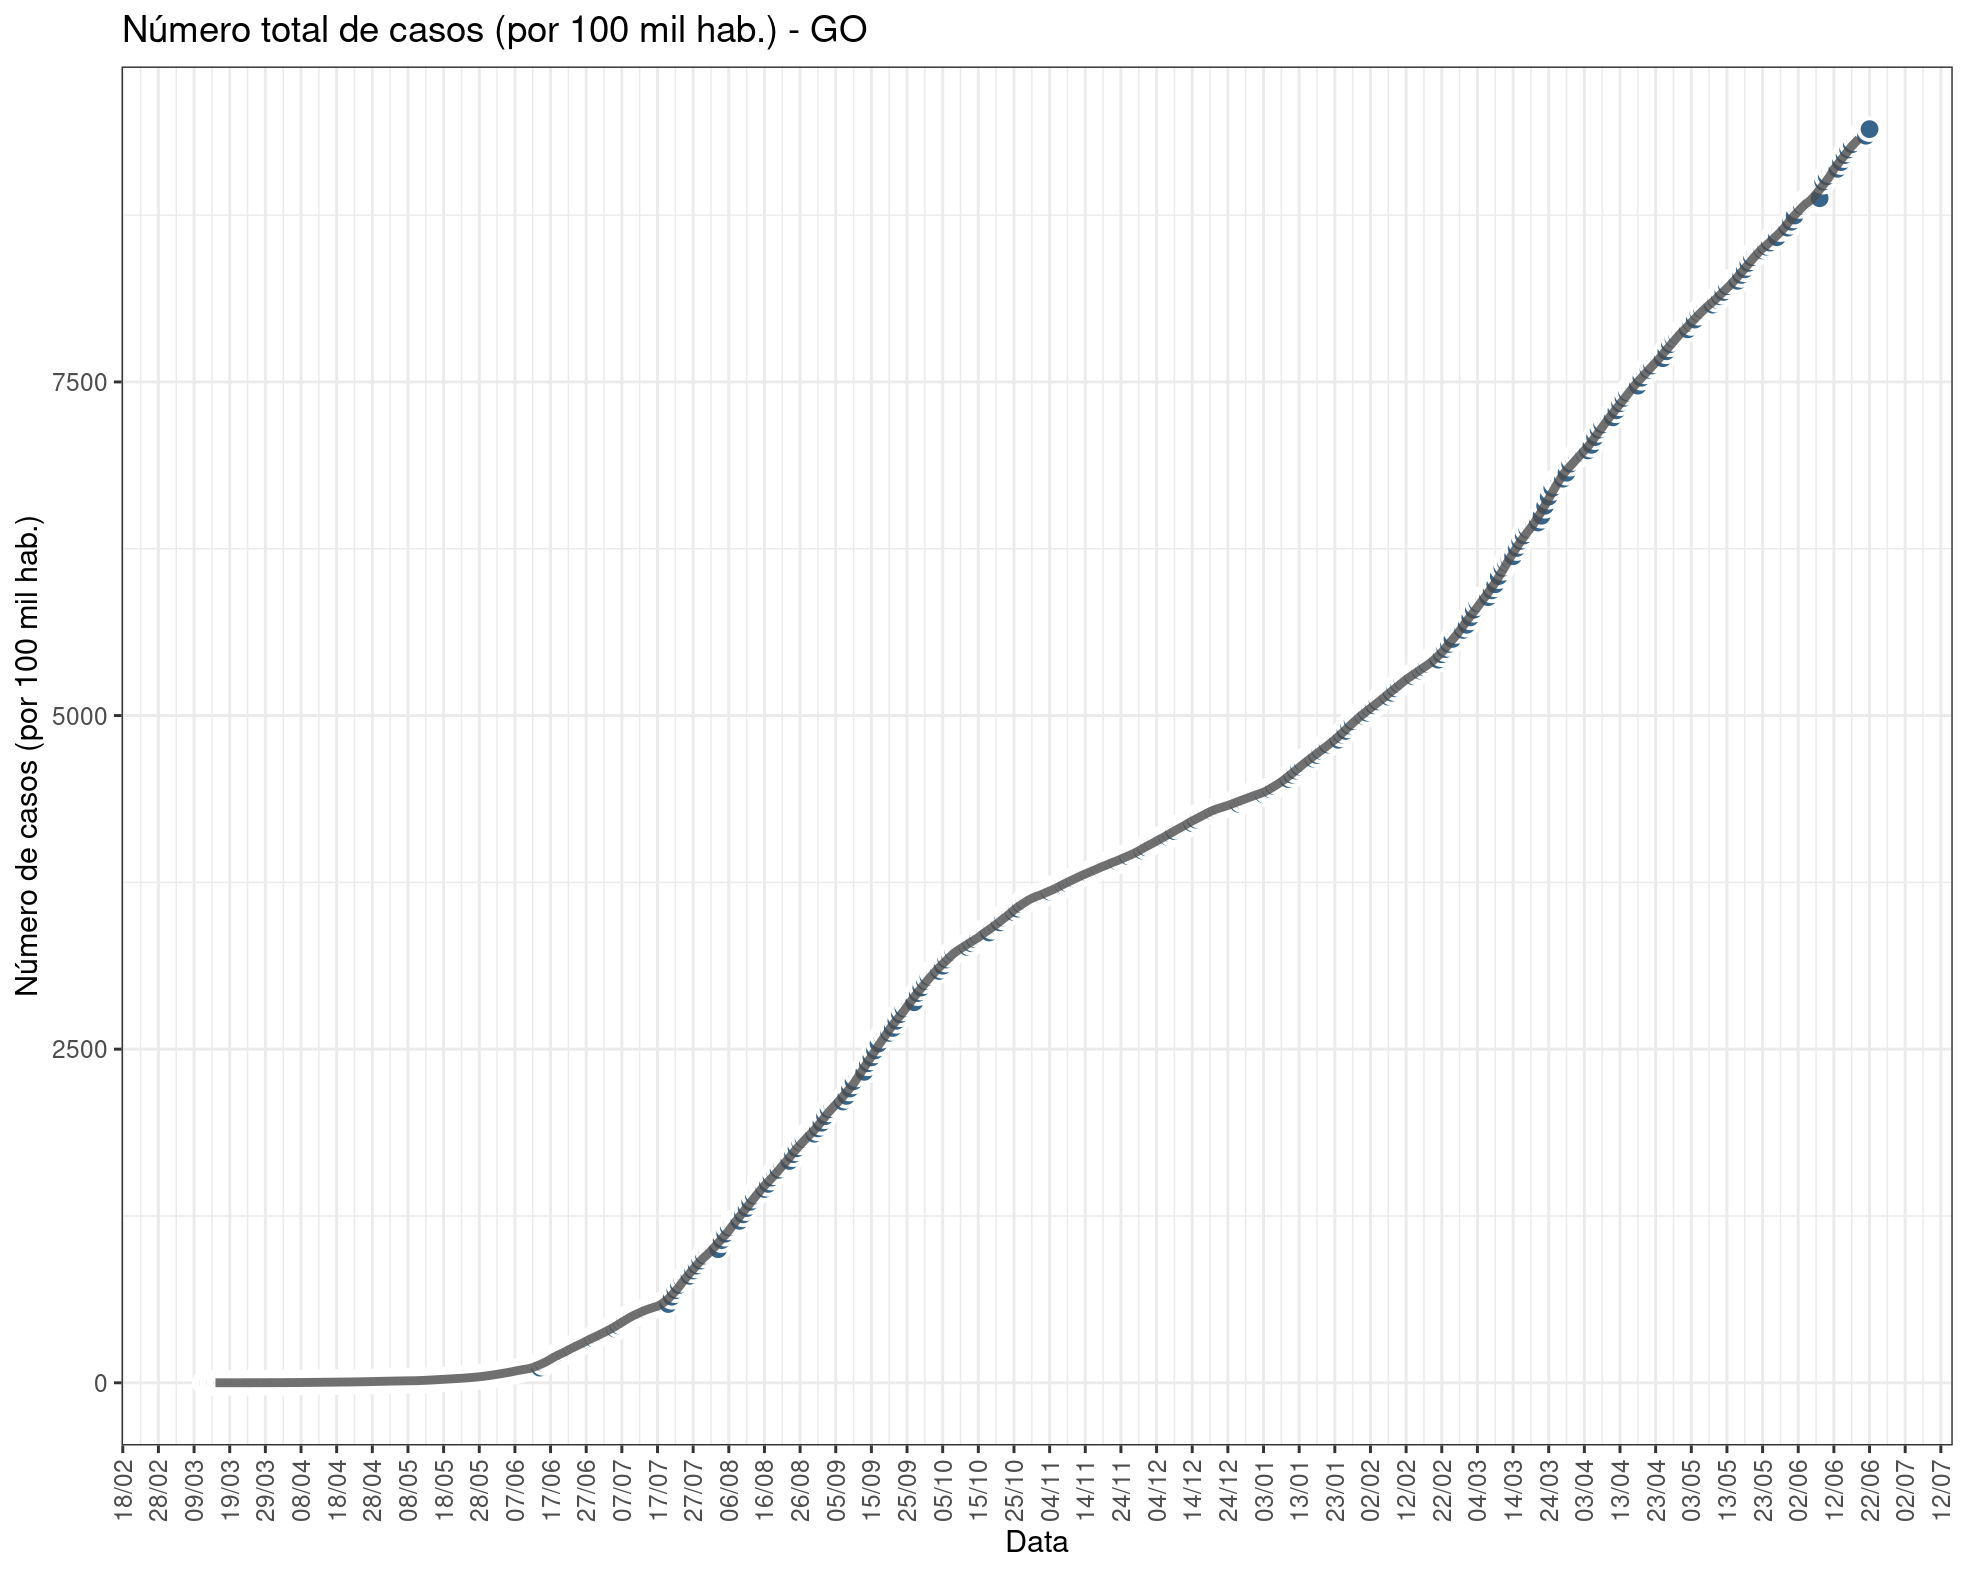 Número total de casos (por 100 mil hab.) - GO
Número de casos (por 100 mil hab.)
7500
5000
2500
0
18/02 28/02 09/03 19/03 29/03 08/04 18/04 28/04 08/05 18/05 28/05 07/06 17/06 27/06 07/07 17/07 27/07 06/08 16/08 26/08 05/09 15/09 25/09 05/10 15/10 25/10 04/11 14/11 24/11 04/12 14/12 24/12 03/01 13/01 23/01 02/02 12/02 22/02 04/03 14/03 24/03 03/04 13/04 23/04 03/05 13/05 23/05 02/06 12/06 22/06 02/07 12/07
Data